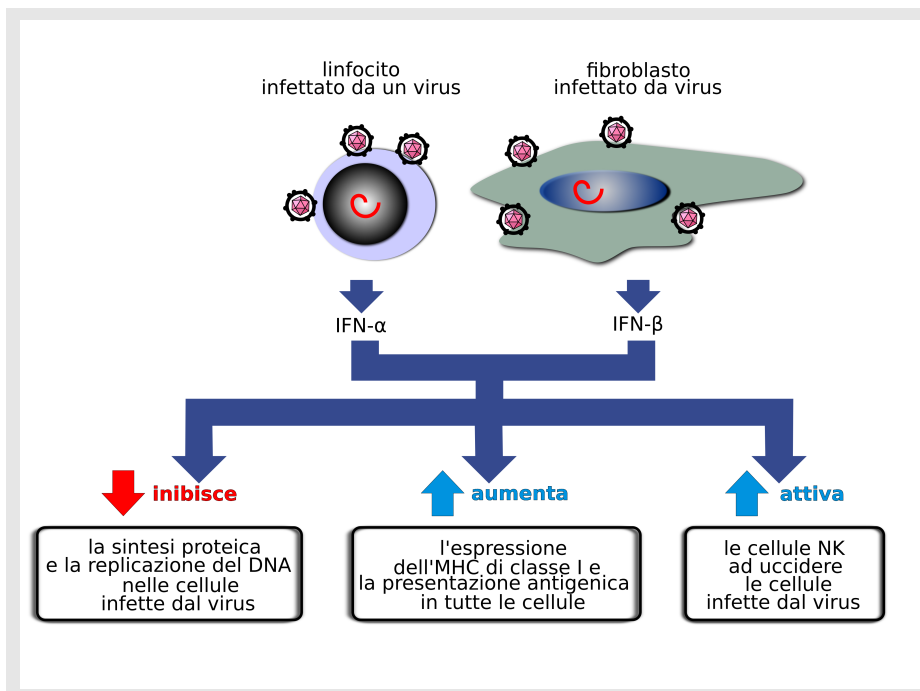 linfocito
infettato da un virus
fibroblasto
infettato da virus
IFN-α
IFN-β
inibisce
aumenta
attiva
la sintesi proteica
e la replicazione del DNA
nelle cellule
infette dal virus
l'espressione
dell'MHC di classe I e
la presentazione antigenica
in tutte le cellule
le cellule NK
ad uccidere
le cellule
infette dal virus